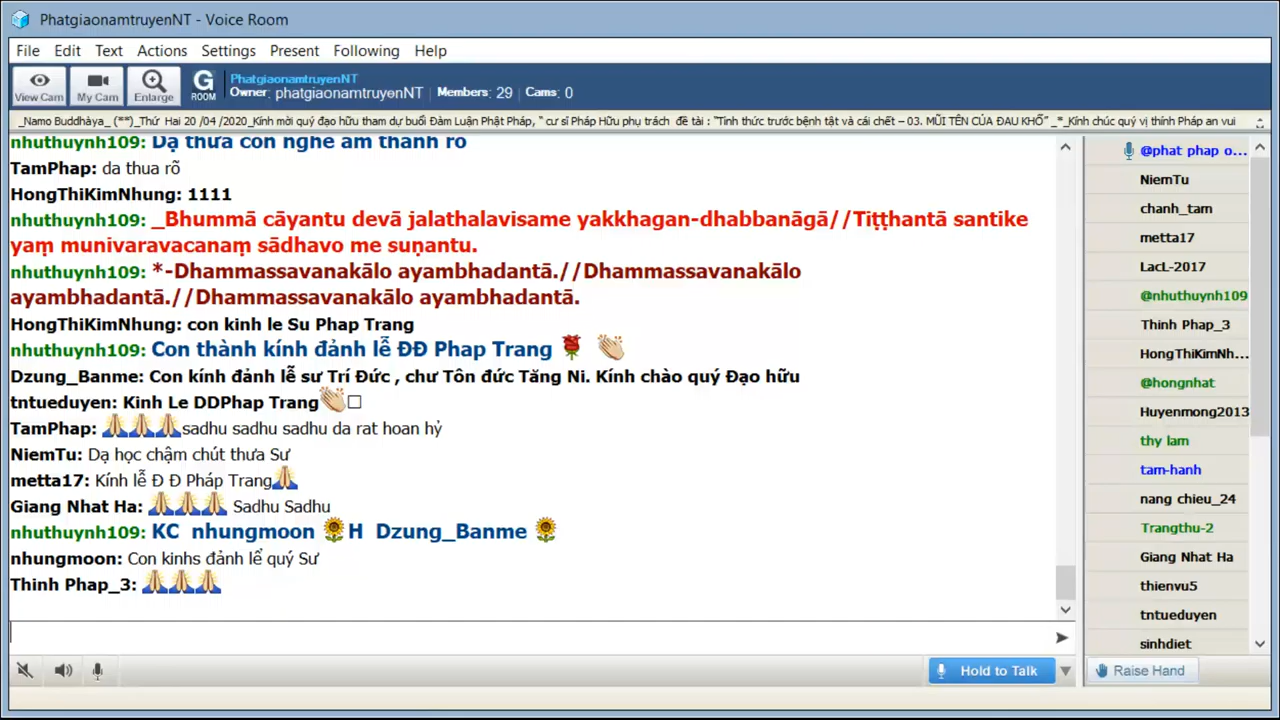 PhatgiaonamtruyenNT - Voice Room
File Edit Text Actions Settings Present Following Help
View Cam My Cam Enlarge G ROOM PhatgiaonamtruyenNT
Owner: phatgiaonamtruyenNT Members: 29 Cams: 0
_Namo Buddhàya_ (**)_Thứ Hai 20 /04 /2020_Kính mời quý đạo hữu tham dự buổi Đàm Luận Phật Pháp, “ cư sĩ Pháp Hữu phụ trách đề tài : "Tỉnh thức trước bệnh tật và cái chết – 03. MŨI TÊN CỦA ĐAU KHỔ" _*_Kính chúc quý vị thính Pháp an vui
nhuthuynh109: Dạ thưa con nghe âm thanh rõ
TamPhap: da thua rõ
HongThiKimNhung: 1111
nhuthuynh109: _Bhummā cāyantu devā jalathalavisame yakkhagan-dhabbanāgā//Tiṭṭhantā santike
yaṃ munivaravacanaṃ sādhavo me suṇantu.
nhuthuynh109: *-Dhammassavanakālo ayambhadantā.//Dhammassavanakālo
ayambhadantā.//Dhammassavanakālo ayambhadantā.
HongThiKimNhung: con kinh le Su Phap Trang
nhuthuynh109: Con thành kính đảnh lễ ĐĐ Phap Trang 🌹 👏
Dzung_Banme: Con kính đảnh lễ sư Trí Đức , chư Tôn đức Tăng Ni. Kính chào quý Đạo hữu
tntueduyen: Kinh Le DDPhap Trang👏□
TamPhap: 🙏🙏🙏sadhu sadhu sadhu da rat hoan hỷ
NiemTu: Dạ học chậm chút thưa Sư
metta17: Kính lễ Đ Đ Pháp Trang🙏
Giang Nhat Ha: 🙏🙏🙏 Sadhu Sadhu
nhuthuynh109: KC nhungmoon 🌻H Dzung_Banme 🌻
nhungmoon: Con kinhs đảnh lể quý Sư
Thinh Phap_3: 🙏🙏🙏
Hold to Talk
@phat phap o...
NiemTu
chanh_tam
metta17
LacL-2017
@nhuthuynh109
Thinh Phap_3
HongThiKimNh...
@hongnhat
Huyenmong2013
thy lam
tam-hanh
nang chieu_24
Trangthu-2
Giang Nhat Ha
thienvu5
tntueduyen
sinhdiet
Raise Hand